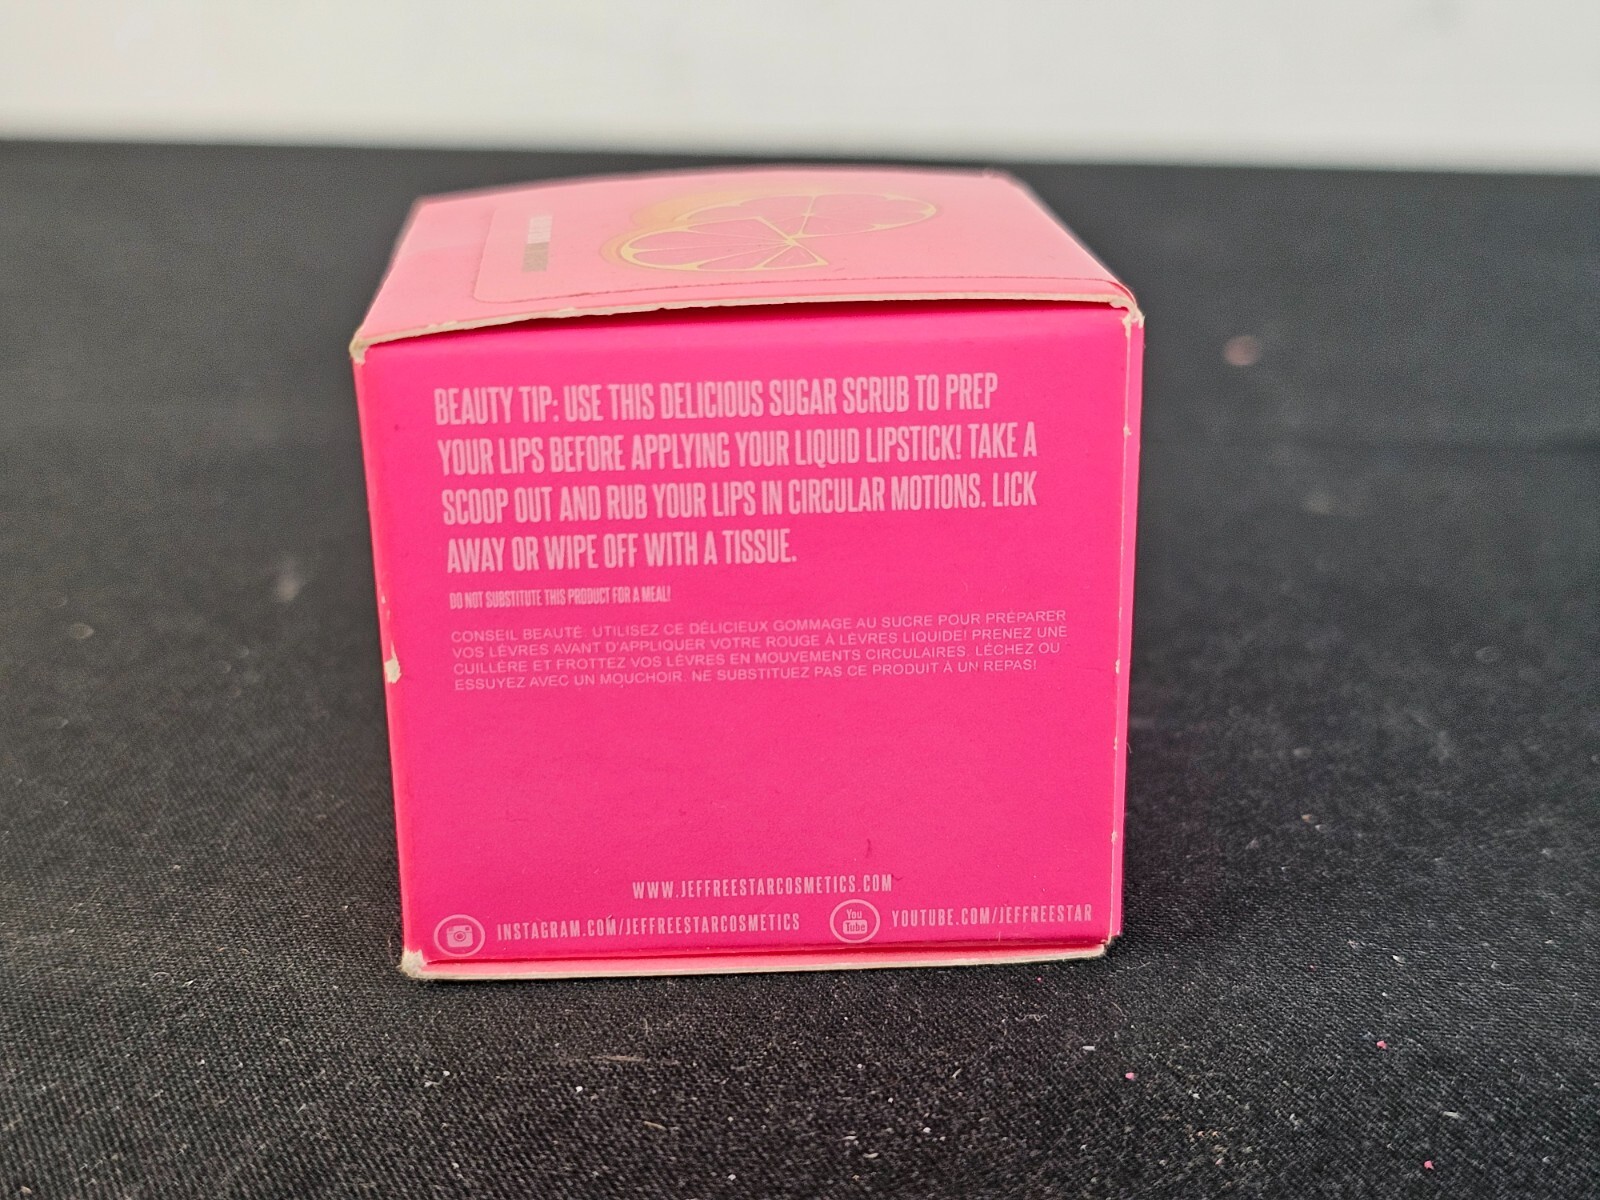 BEAUTY TIP: USE THIS DELICIOUS SUGAR SCRUB TO PREP
YOUR LIPS BEFORE APPLYING YOUR LIQUID LIPSTICK! TAKE A
SCOOP OUT AND RUB YOUR LIPS IN CIRCULAR MOTIONS. LICK
AWAY OR WIPE OFF WITH A TISSUE.
DO NOT SUBSTITUTE THIS PRODUCT FOR A MEAL!
CONSEIL BEAUTÉ: UTILISEZ CE DÉLICIEUX GOMMAGE AU SUCRE POUR PRÉPARER
VOS LÈVRES AVANT D'APPLIQUER VOTRE ROUGE À LÈVRES LIQUIDE! PRENEZ UNE
CUILLÈRE ET FROTTEZ VOS LÈVRES EN MOUVEMENTS CIRCULAIRES. LÉCHEZ OU
ESSUYEZ AVEC UN MOUCHOIR. NE SUBSTITUEZ PAS CE PRODUIT À UN REPAS!
WWW.JEFFREESTARCOSMETICS.COM
INSTAGRAM.COM/JEFFREESTARCOSMETICS
You
Tube
YOUTUBE.COM/JEFFREESTAR